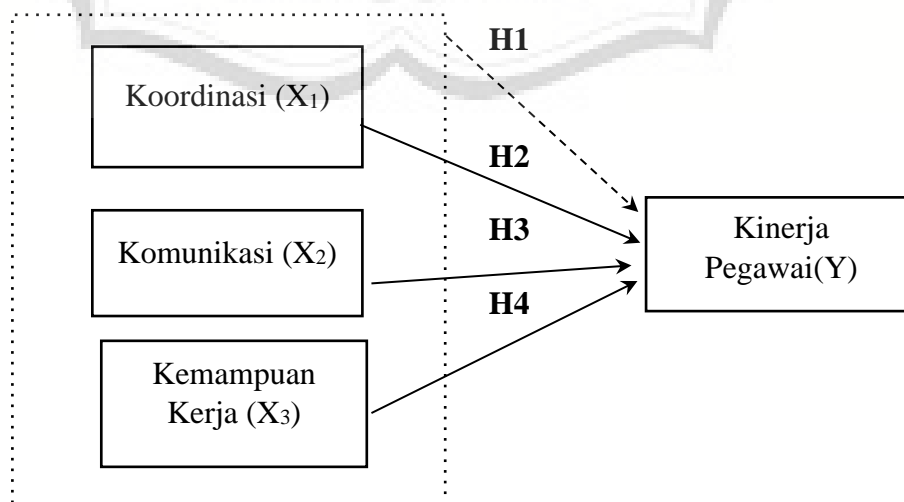 H1
Koordinasi (X₁)
H2
H3
Komunikasi (X₂)
Kinerja
Pegawai(Y)
H4
Kemampuan
Kerja (X₃)